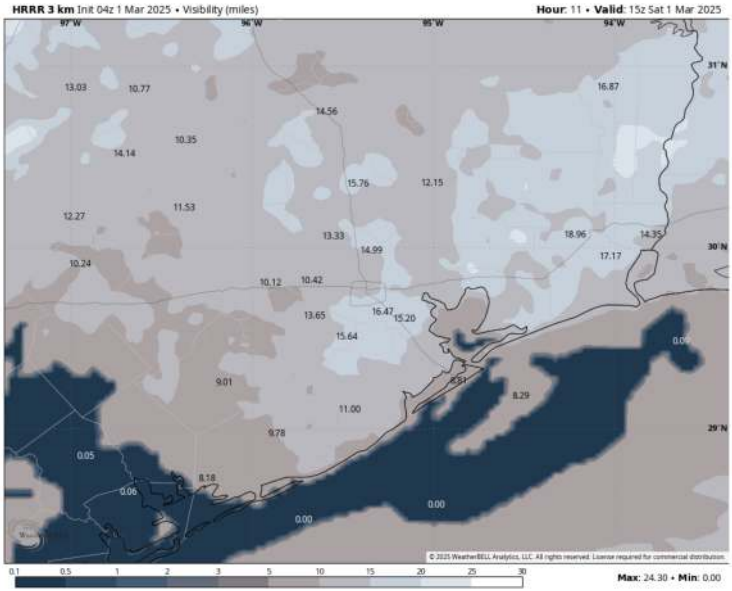 HRRR 3 km Init 04z 1 Mar 2025 • Visibility (miles) Hour: 11 • Valid: 15z Sat 1 Mar 2025
97°W 96°W 95°W 94°W
31°N
13.03 10.77 16.87
14.56
10.35
14.14
15.76 12.15
11.53
12.27
13.33 18.96 14.35
14.99 30°N
17.17
10.24
10.12 10.42
13.65 16.47
15.20
15.64
0.00
9.01 8.81
8.29
11.00
9.78 29°N
0.05
8.18
0.06
0.00
0.00
© 2025 WeatherBELL Analytics, LLC. All rights reserved. License required for commercial distribution.
0.1 0.5 1 2 3 5 10 15 20 25 30
Max: 24.30 • Min: 0.00